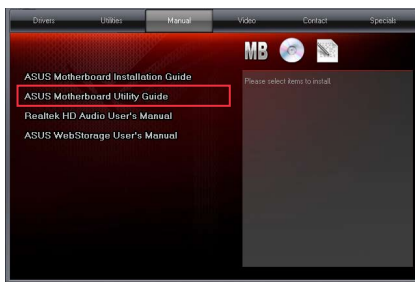 Drivers
Utilities
Manual
Video
Contact
Specials
MB
ASUS Motherboard Installation Guide
Please select items to install.
ASUS Motherboard Utility Guide
Realtek HD Audio User's Manual
ASUS WebStorage User's Manual